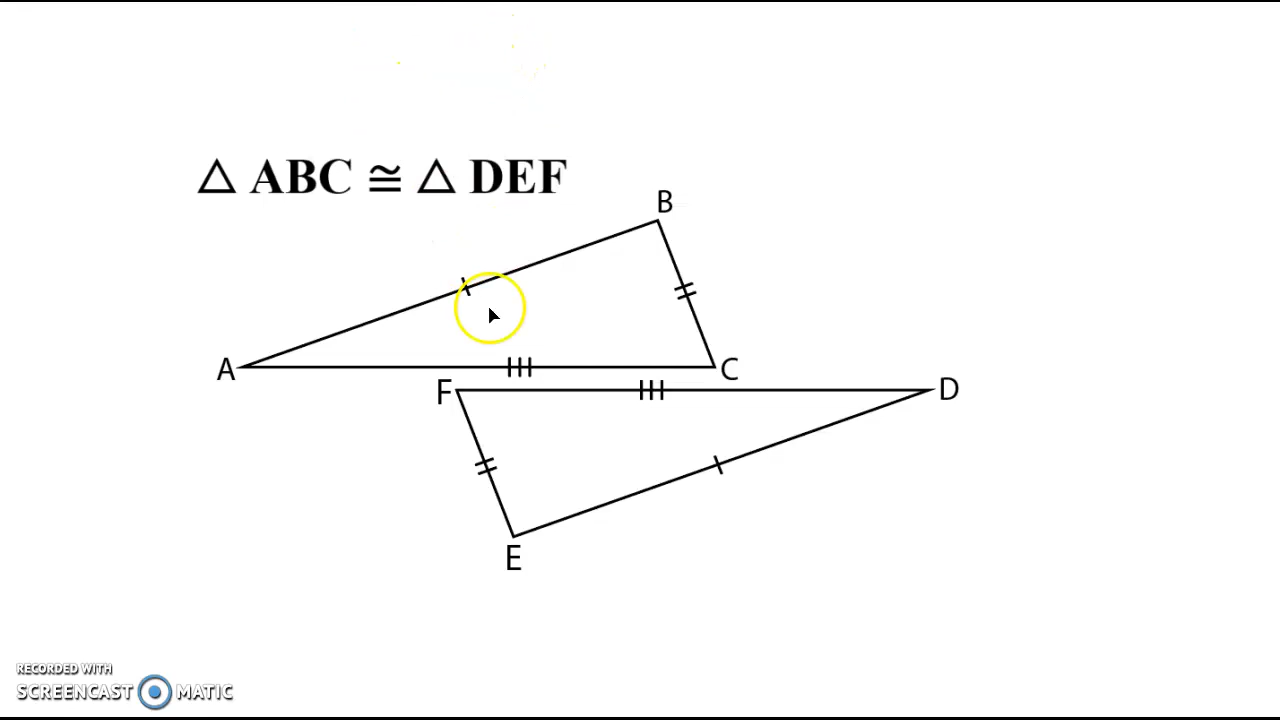 △ ABC ≅ △ DEF
B
A
C
F
D
E
RECORDED WITH
SCREENCAST MATIC